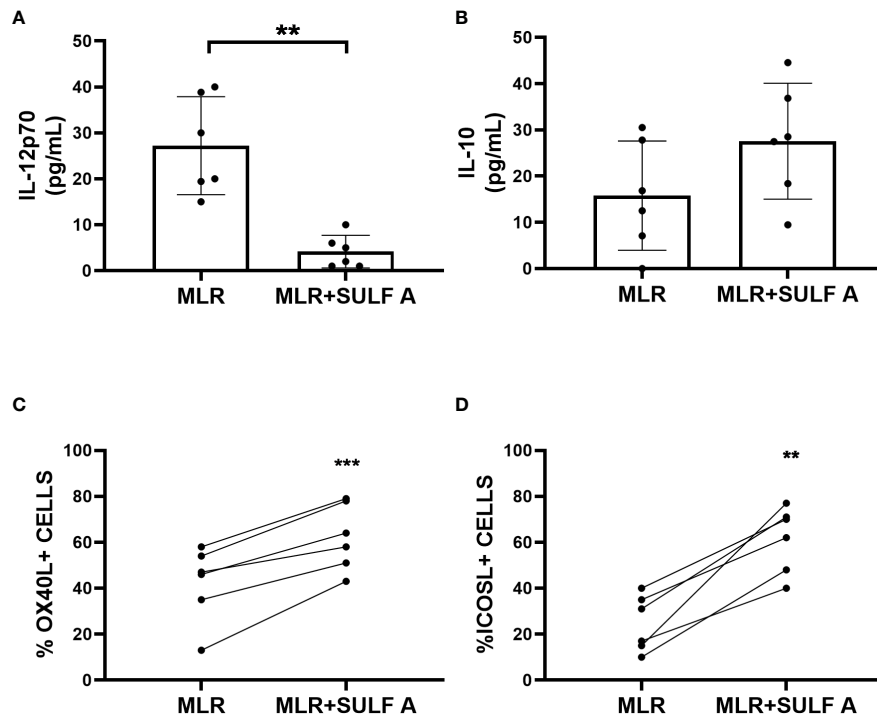 A
**
IL-12p70
(pg/mL)
50
40
30
20
10
0
MLR
MLR+SULF A
B
IL-10
(pg/mL)
50
40
30
20
10
0
MLR
MLR+SULF A
C
***
% OX40L+ CELLS
100
80
60
40
20
0
MLR
MLR+SULF A
D
**
%ICOSL+ CELLS
100
80
60
40
20
0
MLR
MLR+SULF A